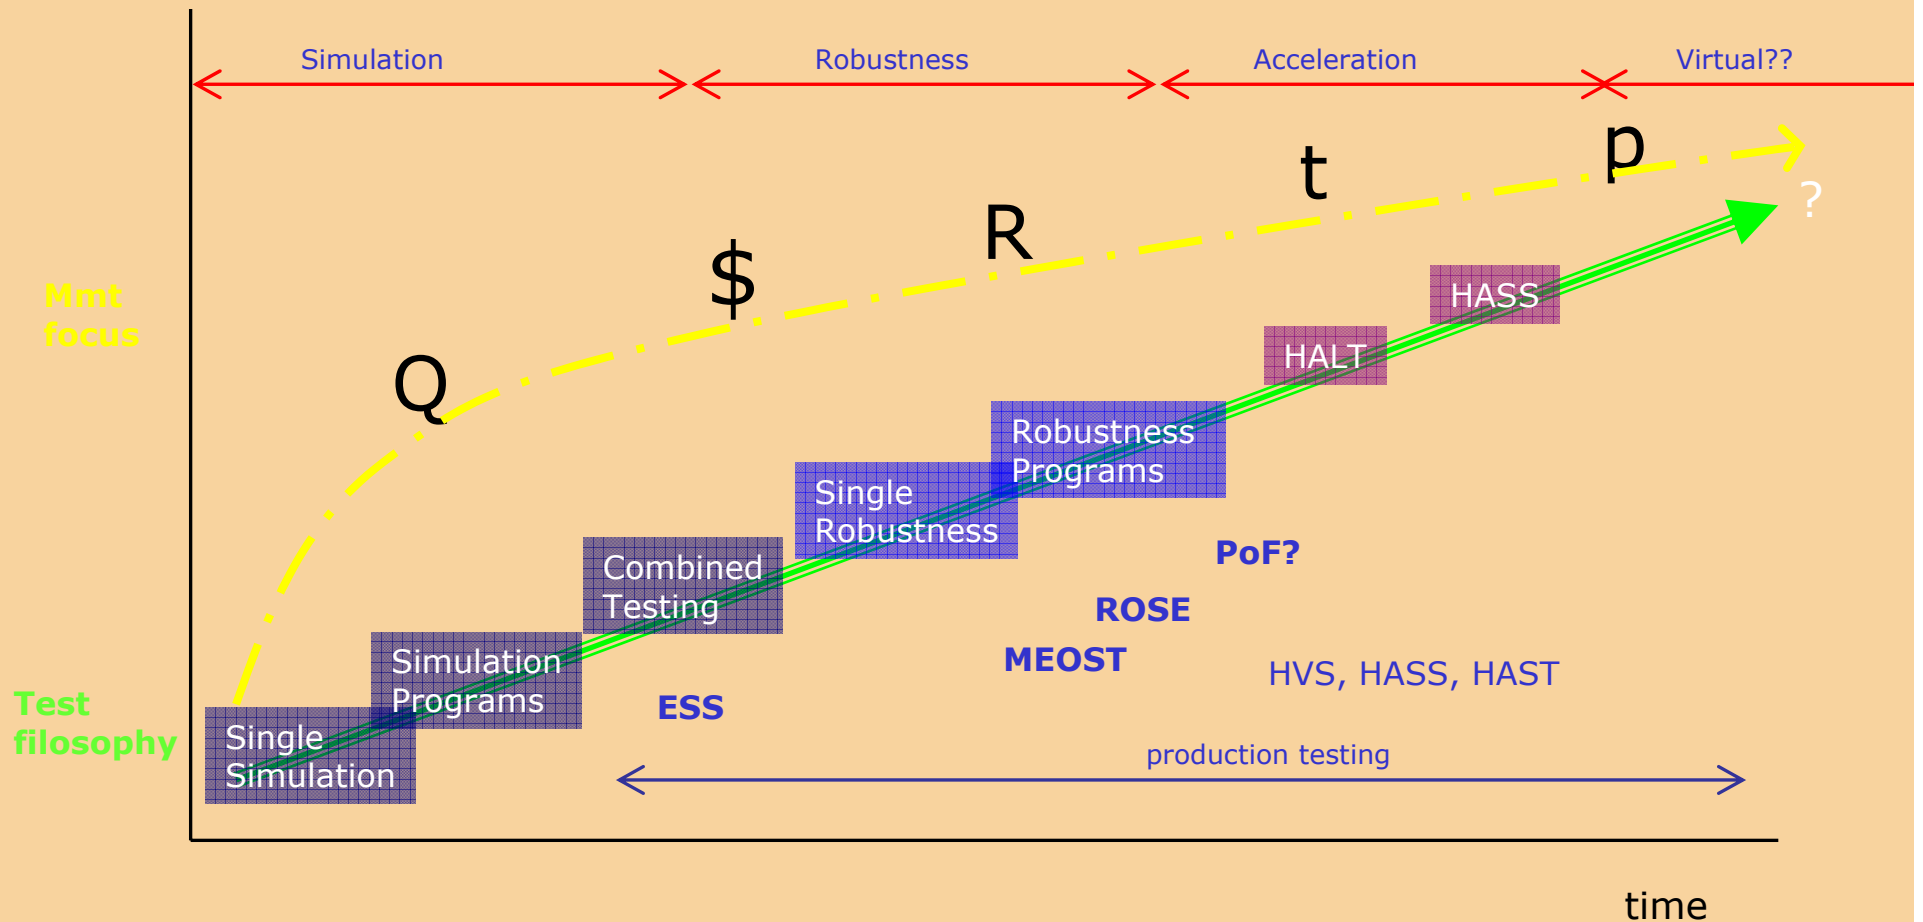 Simulation
Robustness
Acceleration
Virtual??
p
t
?
R
$
Mmt
focus
HASS
HALT
Q
Robustness
Programs
Single
Robustness
PoF?
Combined
Testing
ROSE
MEOST
Simulation
Programs
HVS, HASS, HAST
ESS
Test
filosophy
Single
Simulation
production testing
time